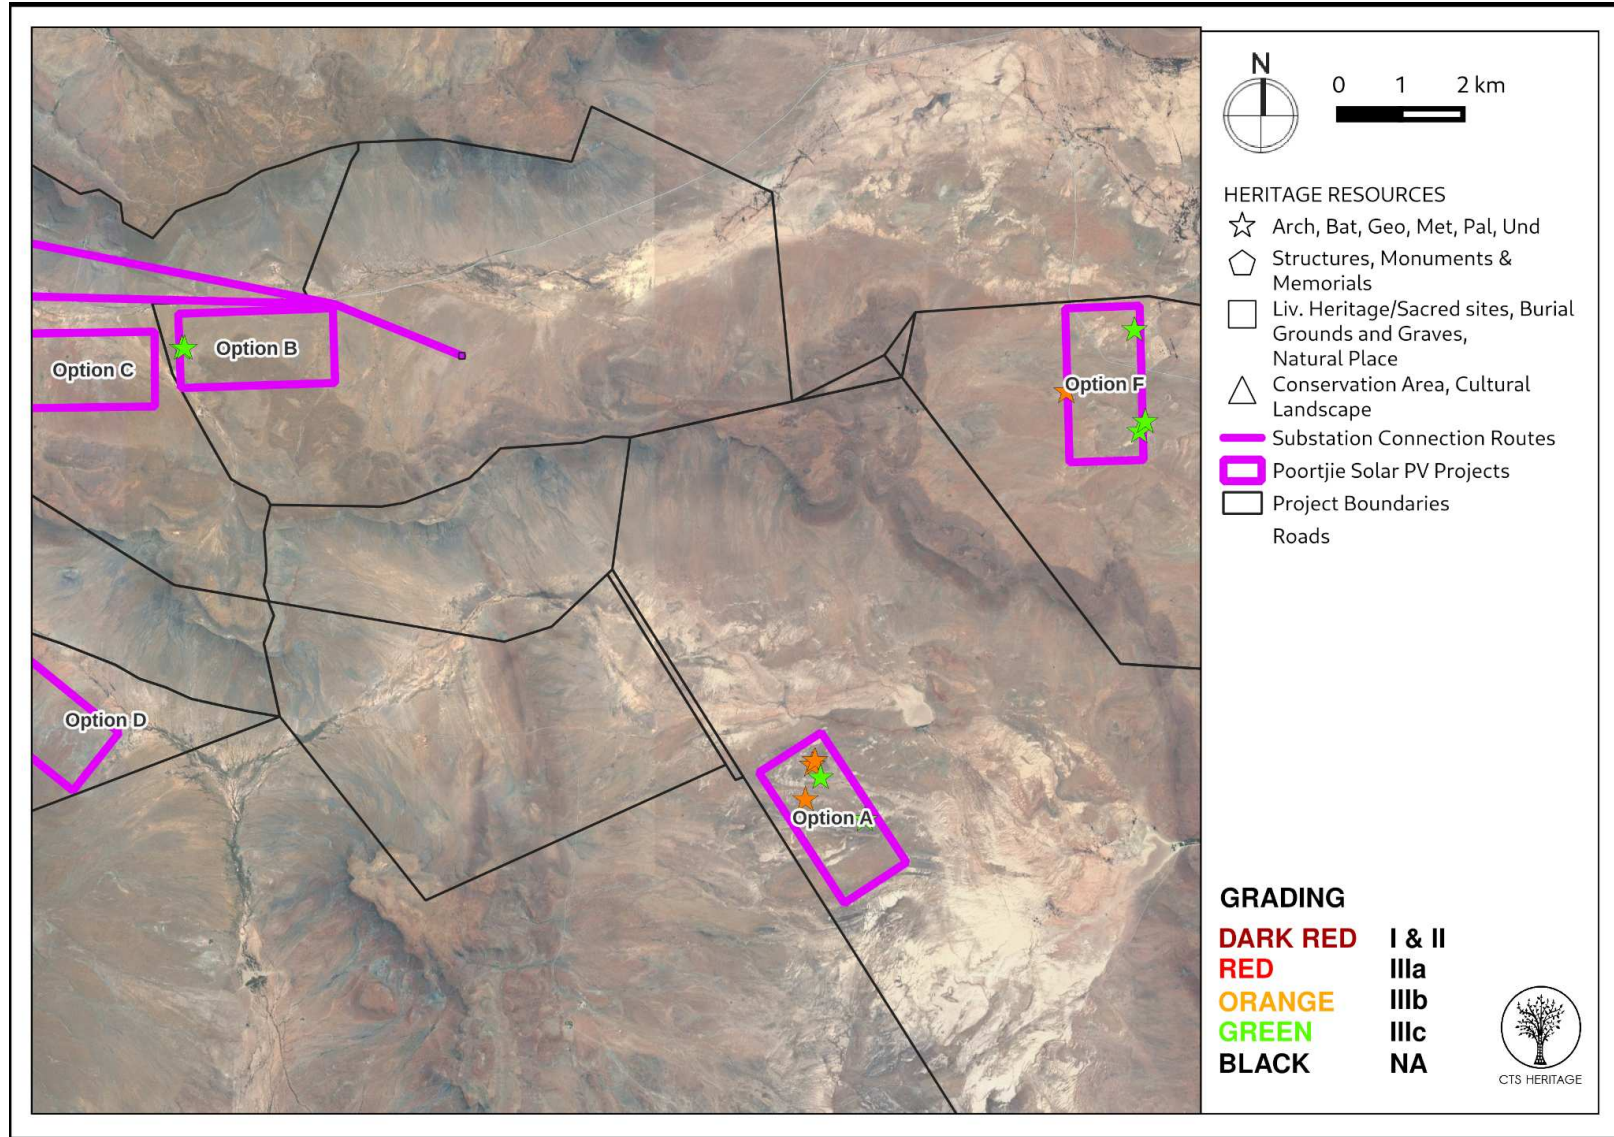 N
0 1 2 km
HERITAGE RESOURCES
Arch, Bat, Geo, Met, Pal, Und
Structures, Monuments &
Memorials
Liv. Heritage/Sacred sites, Burial
Grounds and Graves,
Natural Place
Conservation Area, Cultural
Landscape
Substation Connection Routes
Poortjie Solar PV Projects
Project Boundaries
Roads
Option B
Option C
Option F
Option D
Option A
GRADING
DARK RED I & II
RED IIIa
ORANGE IIIb
GREEN IIIc
BLACK NA
CTS HERITAGE